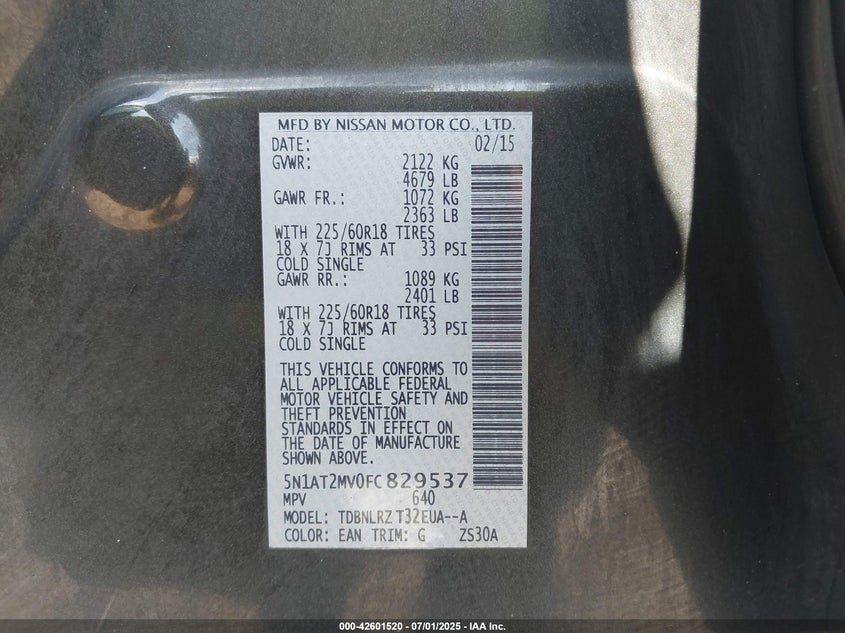 MFD BY NISSAN MOTOR CO., LTD.
DATE: 02/15
GVWR: 2122 KG
4679 LB
GAWR FR.: 1072 KG
2363 LB
WITH 225/60R18 TIRES
18 X 7J RIMS AT 33 PSI
COLD SINGLE
GAWR RR.: 1089 KG
2401 LB
WITH 225/60R18 TIRES
18 X 7J RIMS AT 33 PSI
COLD SINGLE
THIS VEHICLE CONFORMS TO
ALL APPLICABLE FEDERAL
MOTOR VEHICLE SAFETY AND
THEFT PREVENTION
STANDARDS IN EFFECT ON
THE DATE OF MANUFACTURE
SHOWN ABOVE.
5N1AT2MV0FC829537
MPV 640
MODEL: TDBNLRZ T32EUA--A
COLOR: EAN TRIM: G ZS30A
000-42601520 - 07/01/2025 - IAA Inc.